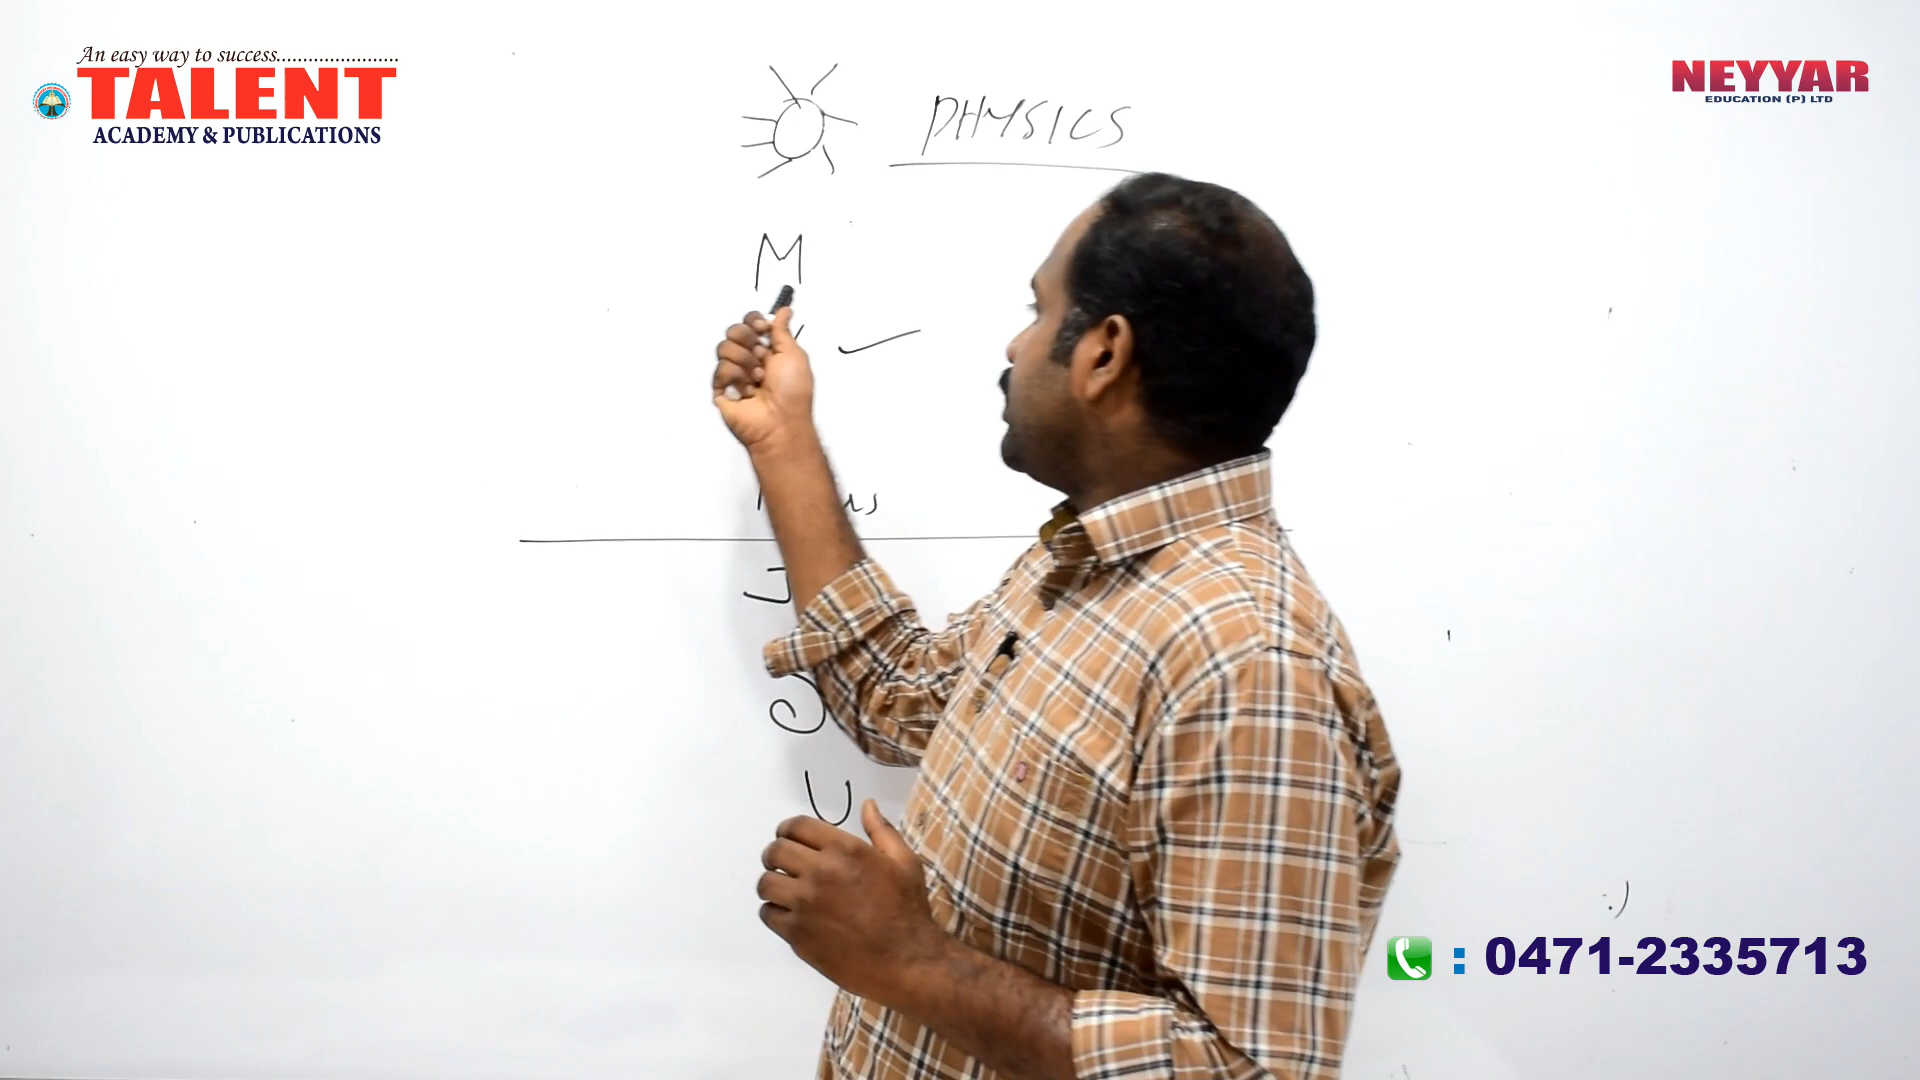 An easy way to success.......................
TALENT
ACADEMY & PUBLICATIONS
NEYYAR
EDUCATION (P) LTD
PHYSICS
M
: 0471-2335713